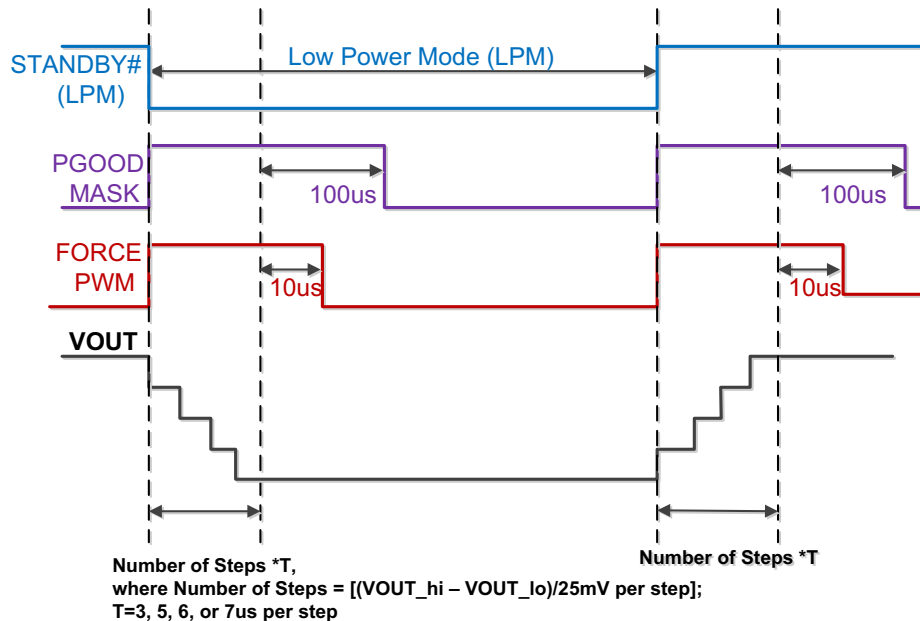 STANDBY#
(LPM)
Low Power Mode (LPM)
PGOOD
MASK
100us
100us
FORCE
PWM
10us
10us
VOUT
Number of Steps *T,
where Number of Steps = [(VOUT_hi – VOUT_lo)/25mV per step];
T=3, 5, 6, or 7us per step
Number of Steps *T